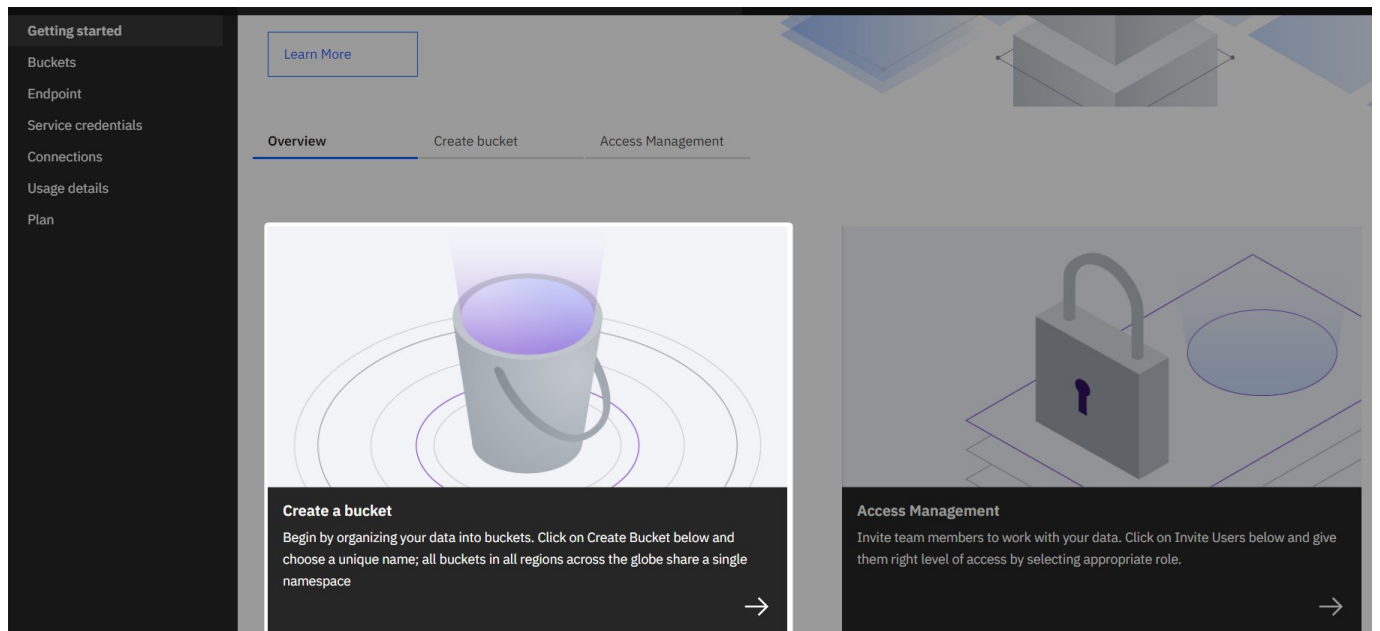 Getting started
Buckets
Endpoint
Service credentials
Connections
Usage details
Plan
Learn More
Overview
Create bucket
Access Management
Create a bucket
Begin by organizing your data into buckets. Click on Create Bucket below and
choose a unique name; all buckets in all regions across the globe share a single
namespace
Access Management
Invite team members to work with your data. Click on Invite Users below and give
them right level of access by selecting appropriate role.